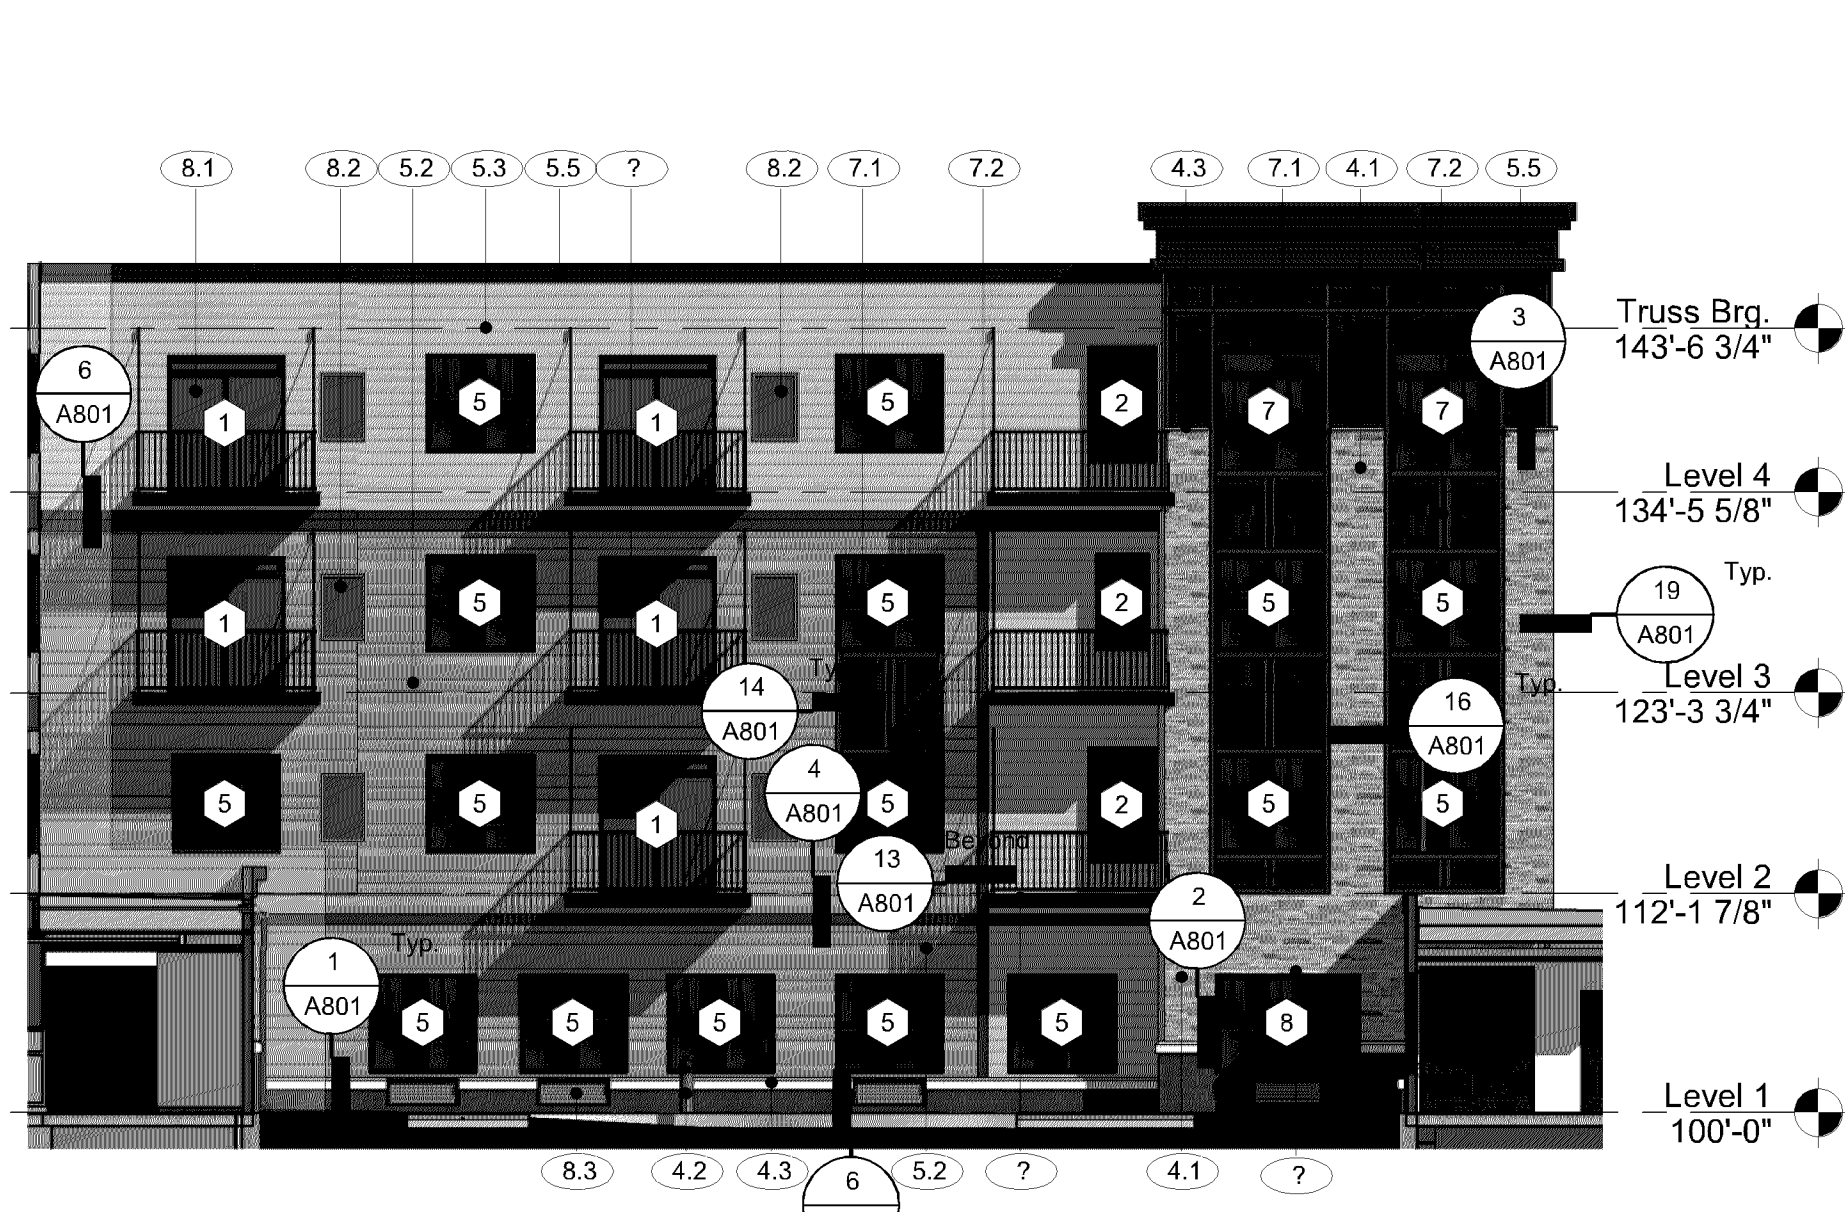 8.1 8.2 5.2 5.3 5.5 ? 8.2 7.1 7.2 4.3 7.1 4.1 7.2 5.5
3
A801
Truss Brg.
143'-6 3/4"
6
A801
1 5 1 5 2 7 7
Level 4
134'-5 5/8"
Typ.
19
A801
1 5 1 5 2 5 5
Level 3
123'-3 3/4"
Typ.
14
A801
16
A801
4
A801
5 5 1 5 2 5 5
Beyond
13
A801
2
A801
Level 2
112'-1 7/8"
Typ.
1
A801
5 5 5 5 5 8
Level 1
100'-0"
8.3 4.2 4.3 6 5.2 ? 4.1 ?